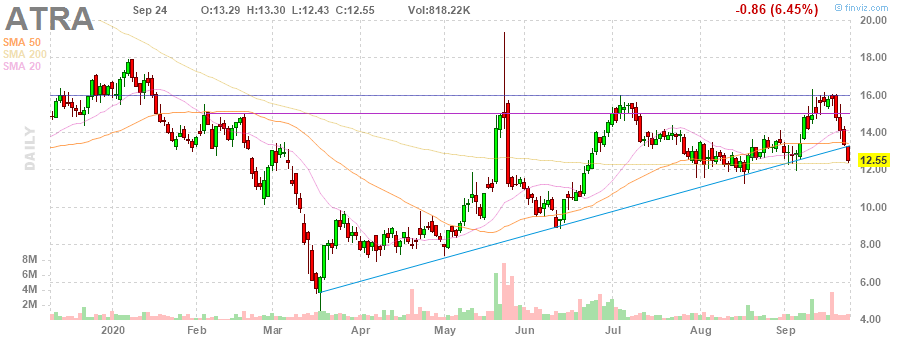 ATRA Sep 24 O:13.29 H:13.30 L:12.43 C:12.55 Vol:818.22K -0.86 (6.45%) © finviz.com
SMA 50
SMA 200
SMA 20
DAILY
20.00
18.00
16.00
14.00
12.55
12.00
10.00
8.00
6.00
4.00
8M
6M
4M
2M
2020 Feb Mar Apr May Jun Jul Aug Sep